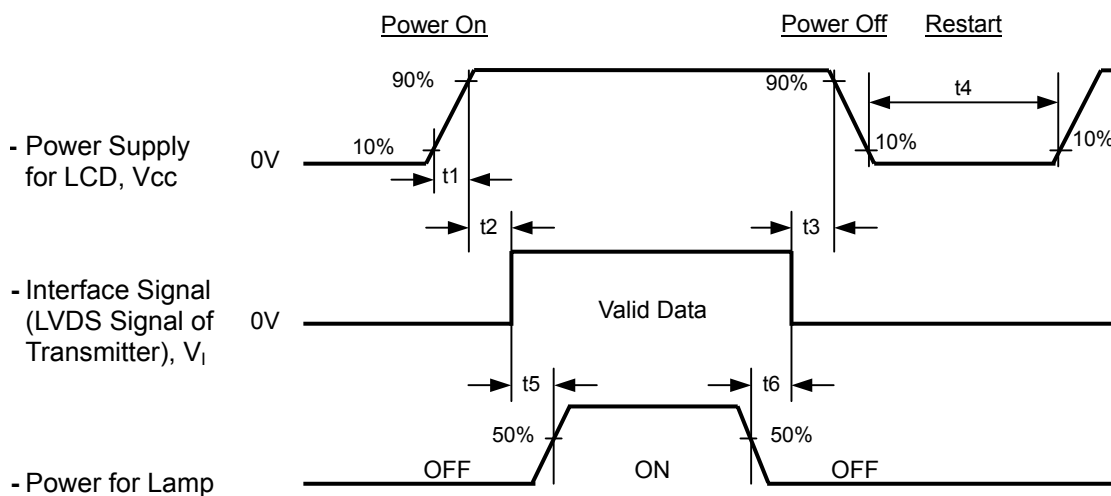 Power On
Power Off
Restart
90%
90%
t4
10%
10%
10%
- Power Supply
for LCD, Vcc
0V
t1
t2
t3
- Interface Signal
(LVDS Signal of
Transmitter), VI
0V
Valid Data
t5
t6
50%
50%
- Power for Lamp
OFF
ON
OFF